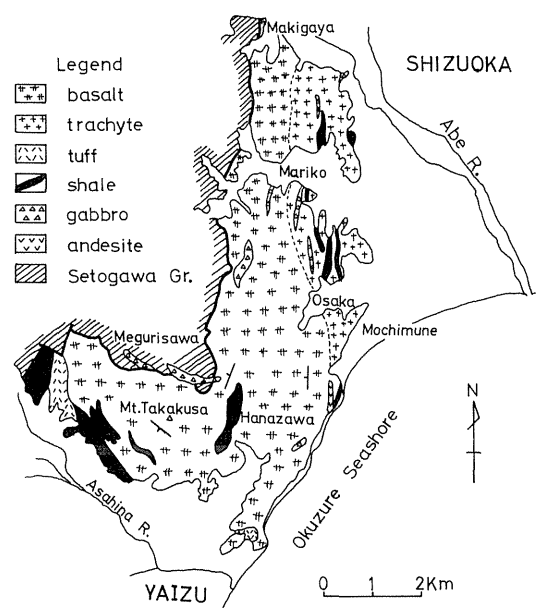 Makigaya
SHIZUOKA
Legend
basalt
trachyte
tuff
shale
gabbro
andesite
Setogawa Gr.
Abe R.
Mariko
Osaka
Mochimune
Megurisawa
Mt.Takakusa
Hanazawa
N
Okuzure Seashore
Asahina R.
YAIZU
0 1 2Km